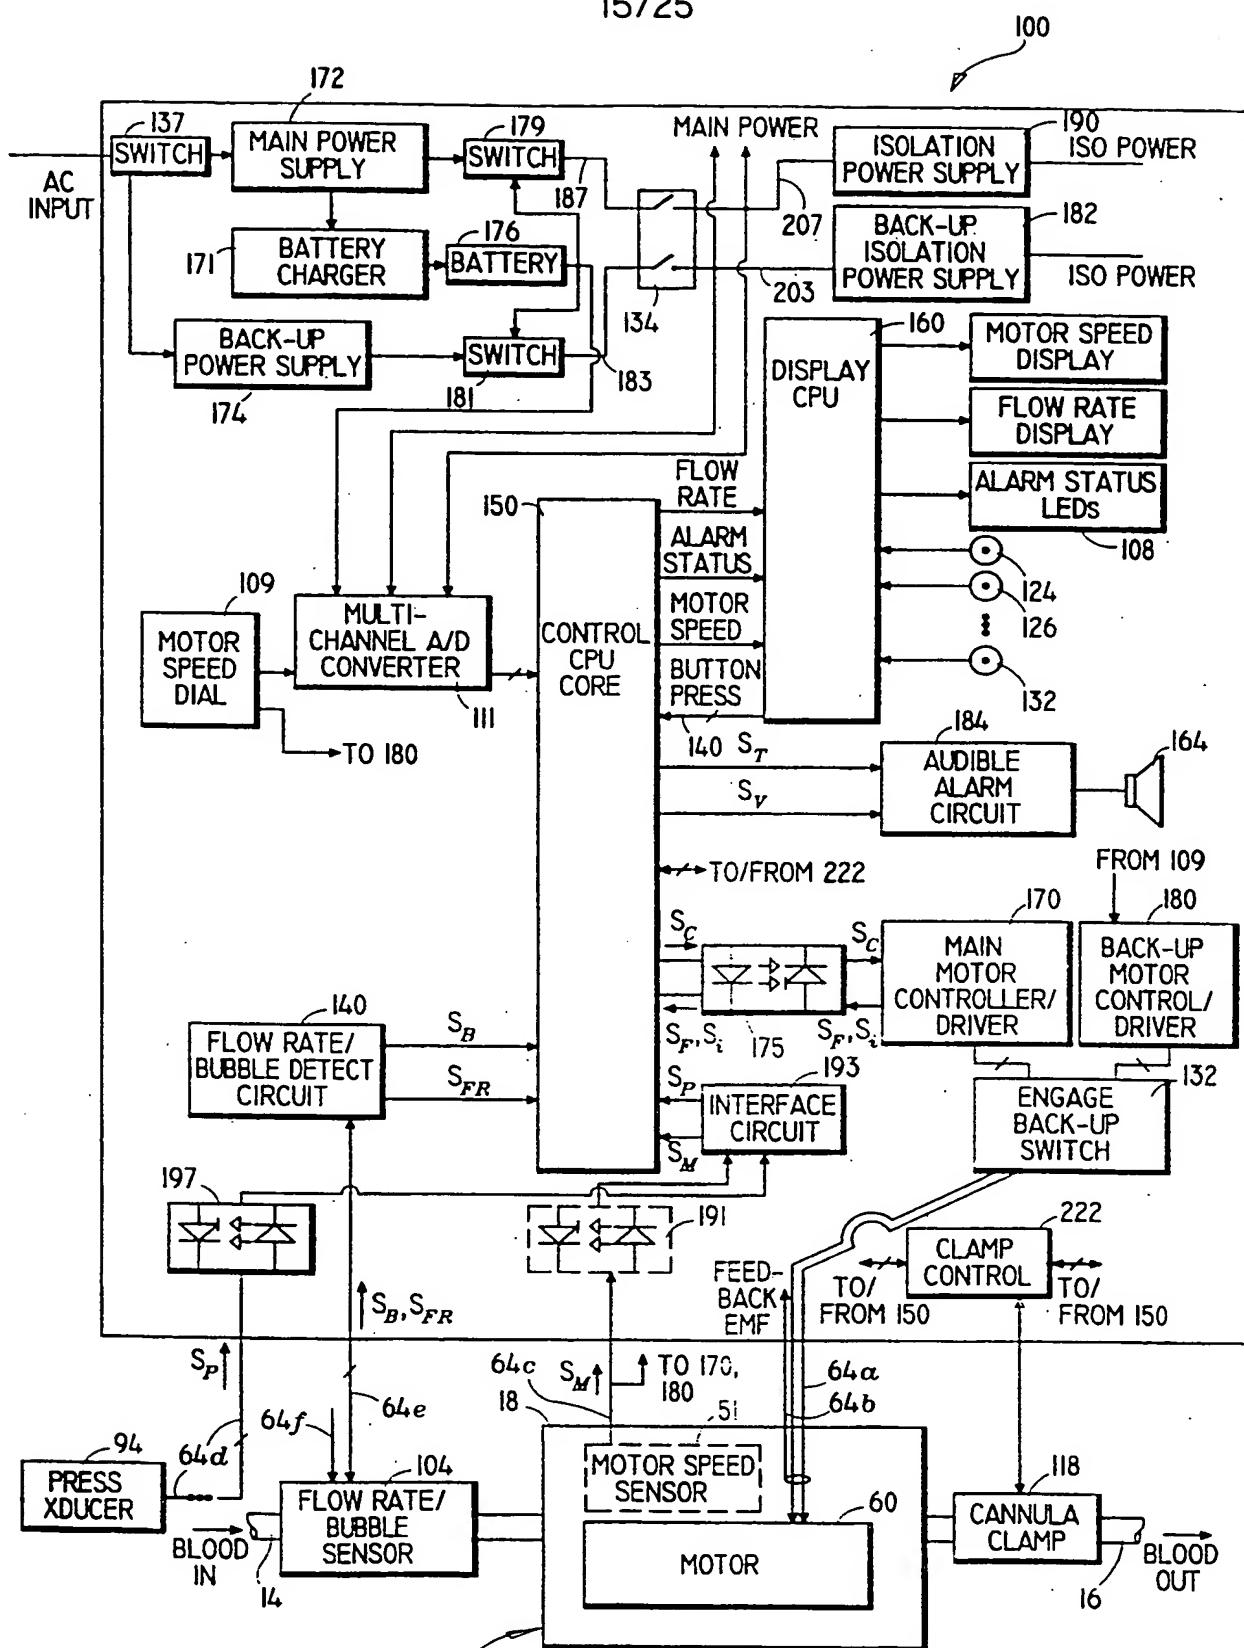 15/25
100
172
137
SWITCH
MAIN POWER
SUPPLY
179
SWITCH
187
MAIN POWER
190
ISOLATION
POWER SUPPLY
ISO POWER
AC
INPUT
207
171
BATTERY
CHARGER
176
BATTERY
134
182
BACK-UP
ISOLATION
POWER SUPPLY
ISO POWER
203
BACK-UP
POWER SUPPLY
174
SWITCH
181
183
160
DISPLAY
CPU
MOTOR SPEED
DISPLAY
FLOW RATE
DISPLAY
ALARM STATUS
LEDs
108
124
126
132
150
FLOW
RATE
ALARM
STATUS
MOTOR
SPEED
BUTTON
PRESS
140
CONTROL
CPU
CORE
109
MOTOR
SPEED
DIAL
MULTI-
CHANNEL A/D
CONVERTER
111
TO 180
S_T
S_V
184
AUDIBLE
ALARM
CIRCUIT
164
TO/FROM 222
FROM 109
170
180
S_C
S_C
MAIN
MOTOR
CONTROLLER/
DRIVER
BACK-UP
MOTOR
CONTROL/
DRIVER
S_F, S_i
175
S_F, S_i
140
FLOW RATE/
BUBBLE DETECT
CIRCUIT
S_B
S_FR
193
S_P
INTERFACE
CIRCUIT
S_M
132
ENGAGE
BACK-UP
SWITCH
197
191
222
CLAMP
CONTROL
TO/
FROM 150
TO/
FROM 150
FEED-
BACK
EMF
S_B, S_FR
S_P
64c
S_M
TO 170,
180
64a
64b
64e
64f
64d
18
51
94
PRESS
XDUCER
104
FLOW RATE/
BUBBLE
SENSOR
MOTOR SPEED
SENSOR
60
MOTOR
118
CANNULA
CLAMP
BLOOD
IN
14
16
BLOOD
OUT